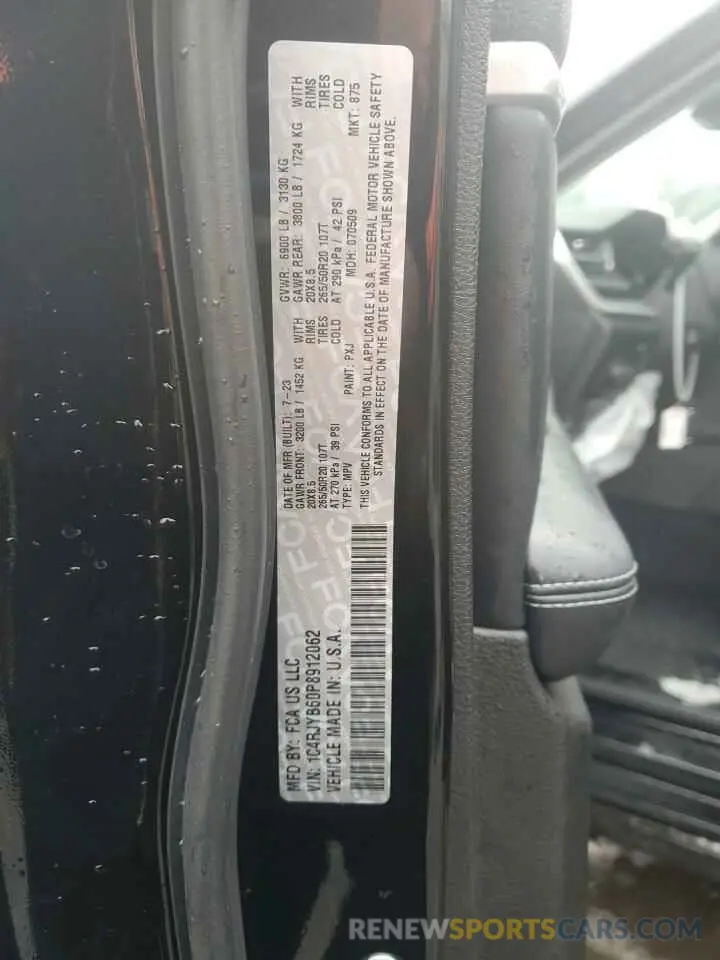 MFD BY: FCA US LLC
VIN: 1C4RJYB60P8912062
VEHICLE MADE IN: U.S.A.
DATE OF MFR (BUILT): 7-23
GVWR: 6900 LB / 3130 KG
GAWR FRONT: 3200 LB / 1452 KG WITH
GAWR REAR: 3800 LB / 1724 KG WITH
20X8.5 RIMS
20X8.5 RIMS
265/50R20 107T TIRES
265/50R20 107T TIRES
AT 270 kPa / 39 PSI COLD
AT 290 kPa / 42 PSI COLD
TYPE: MPV PAINT: PXJ MDH: 070509 MKT: 875
THIS VEHICLE CONFORMS TO ALL APPLICABLE U.S.A. FEDERAL MOTOR VEHICLE SAFETY
STANDARDS IN EFFECT ON THE DATE OF MANUFACTURE SHOWN ABOVE.
RENEWSPORTSCARS.COM